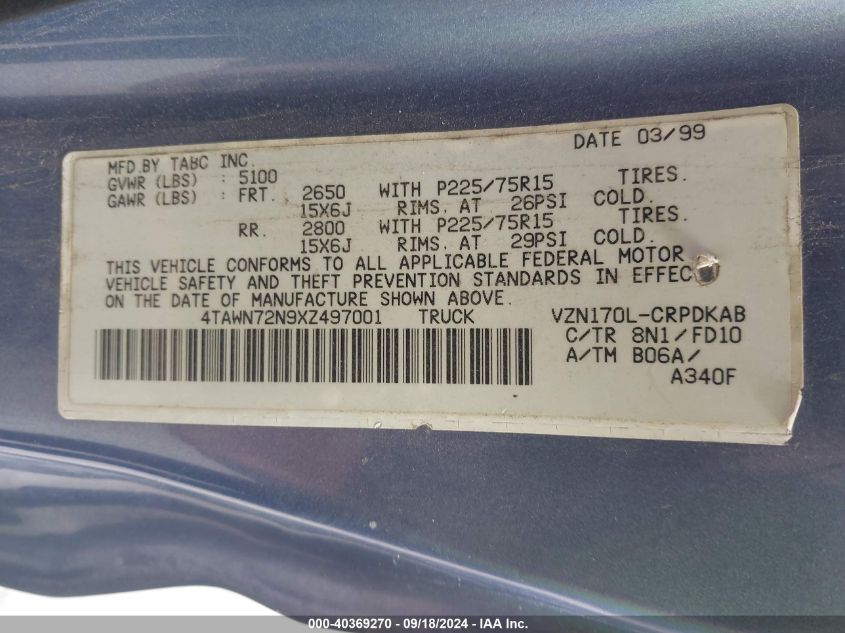 DATE 03/99
MFD.BY TABC INC.
GVWR (LBS) : 5100
GAWR (LBS) : FRT. 2650 WITH P225/75R15 TIRES.
15X6J RIMS. AT 26PSI COLD.
RR. 2800 WITH P225/75R15 TIRES.
15X6J RIMS. AT 29PSI COLD.
THIS VEHICLE CONFORMS TO ALL APPLICABLE FEDERAL MOTOR
VEHICLE SAFETY AND THEFT PREVENTION STANDARDS IN EFFEC
ON THE DATE OF MANUFACTURE SHOWN ABOVE.
4TAWN72N9XZ497001 TRUCK VZN170L-CRPDKAB
C/TR 8N1/FD10
A/TM B06A/
A340F
000-40369270 - 09/18/2024 - IMPACT AUTO AUCTIONS / IAA INC.